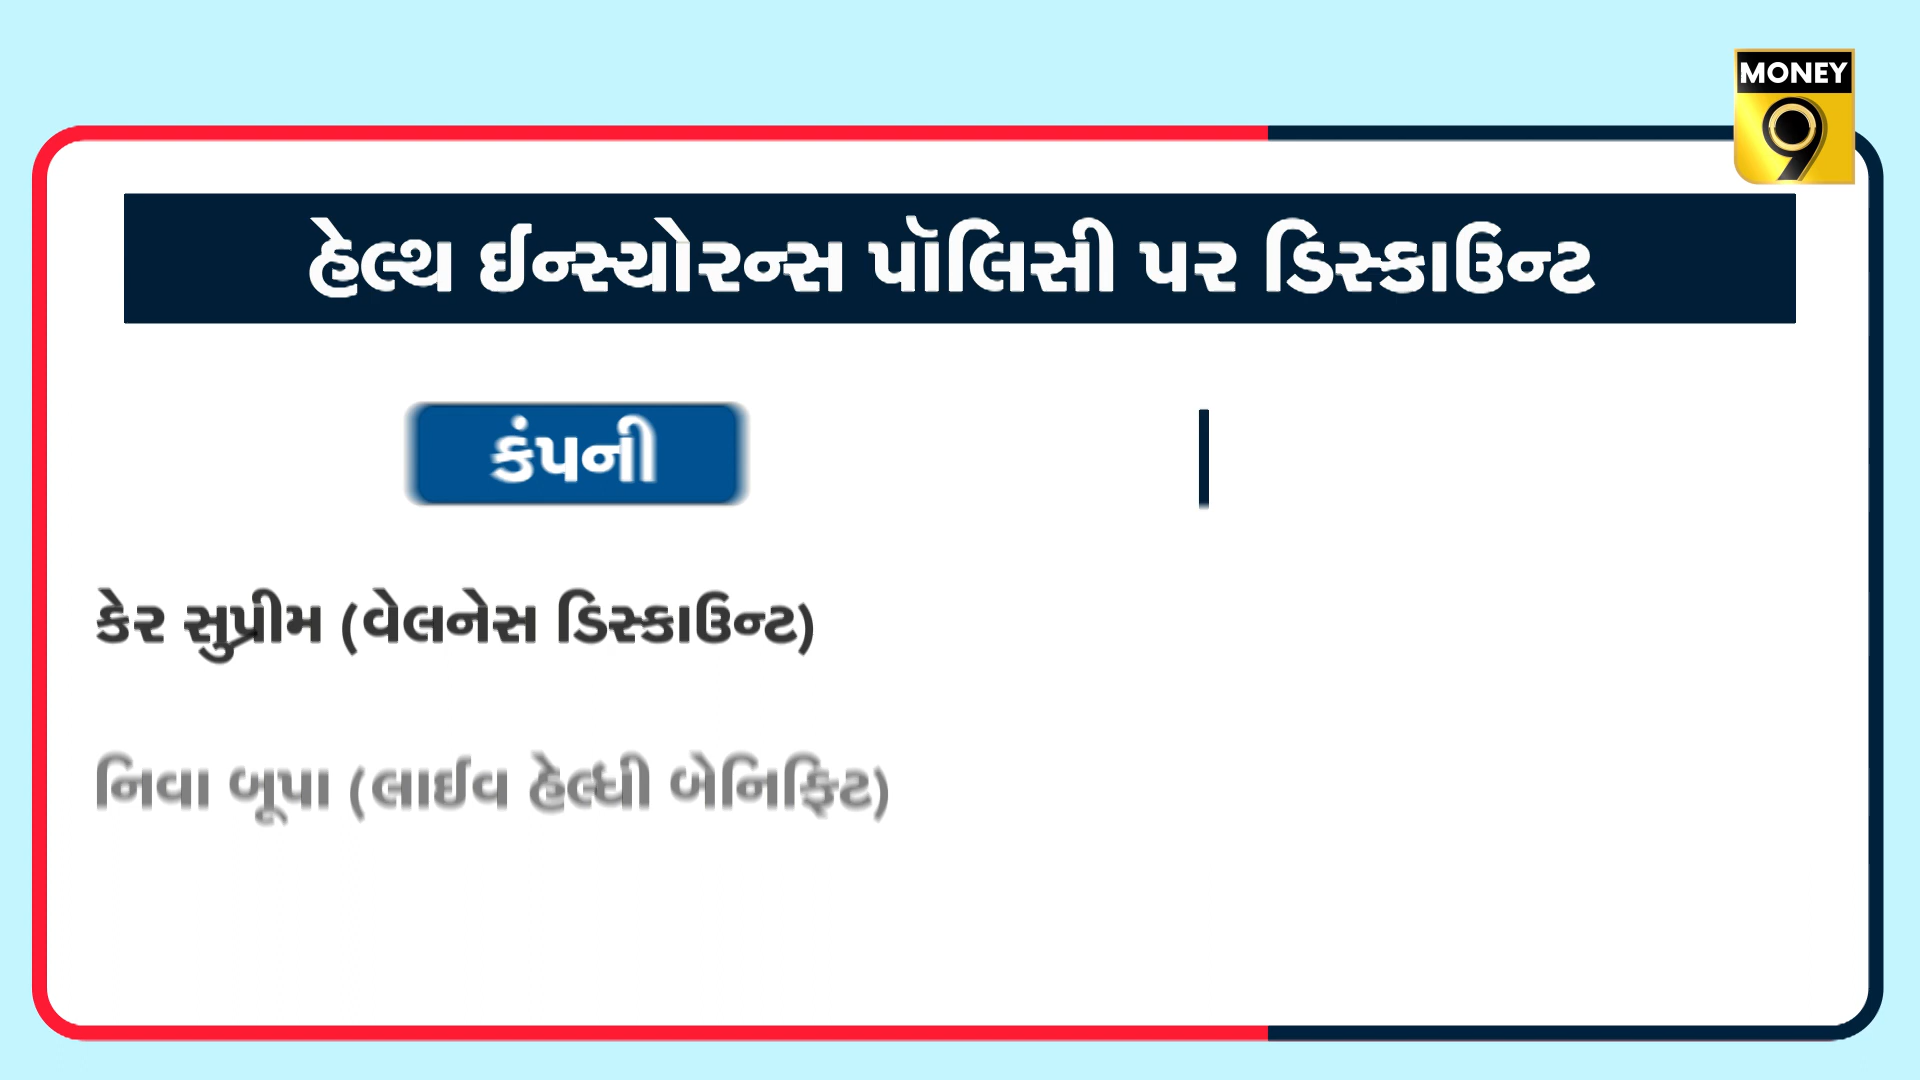 MONEY
9
હેલ્થ ઈન્સ્યોરન્સ પૉલિસી પર ડિસ્કાઉન્ટ
કંપની
કેર સુપ્રીમ (વેલનેસ ડિસ્કાઉન્ટ)
નિવા બૂપા (લાઈવ હેલ્ધી બેનિફિટ)